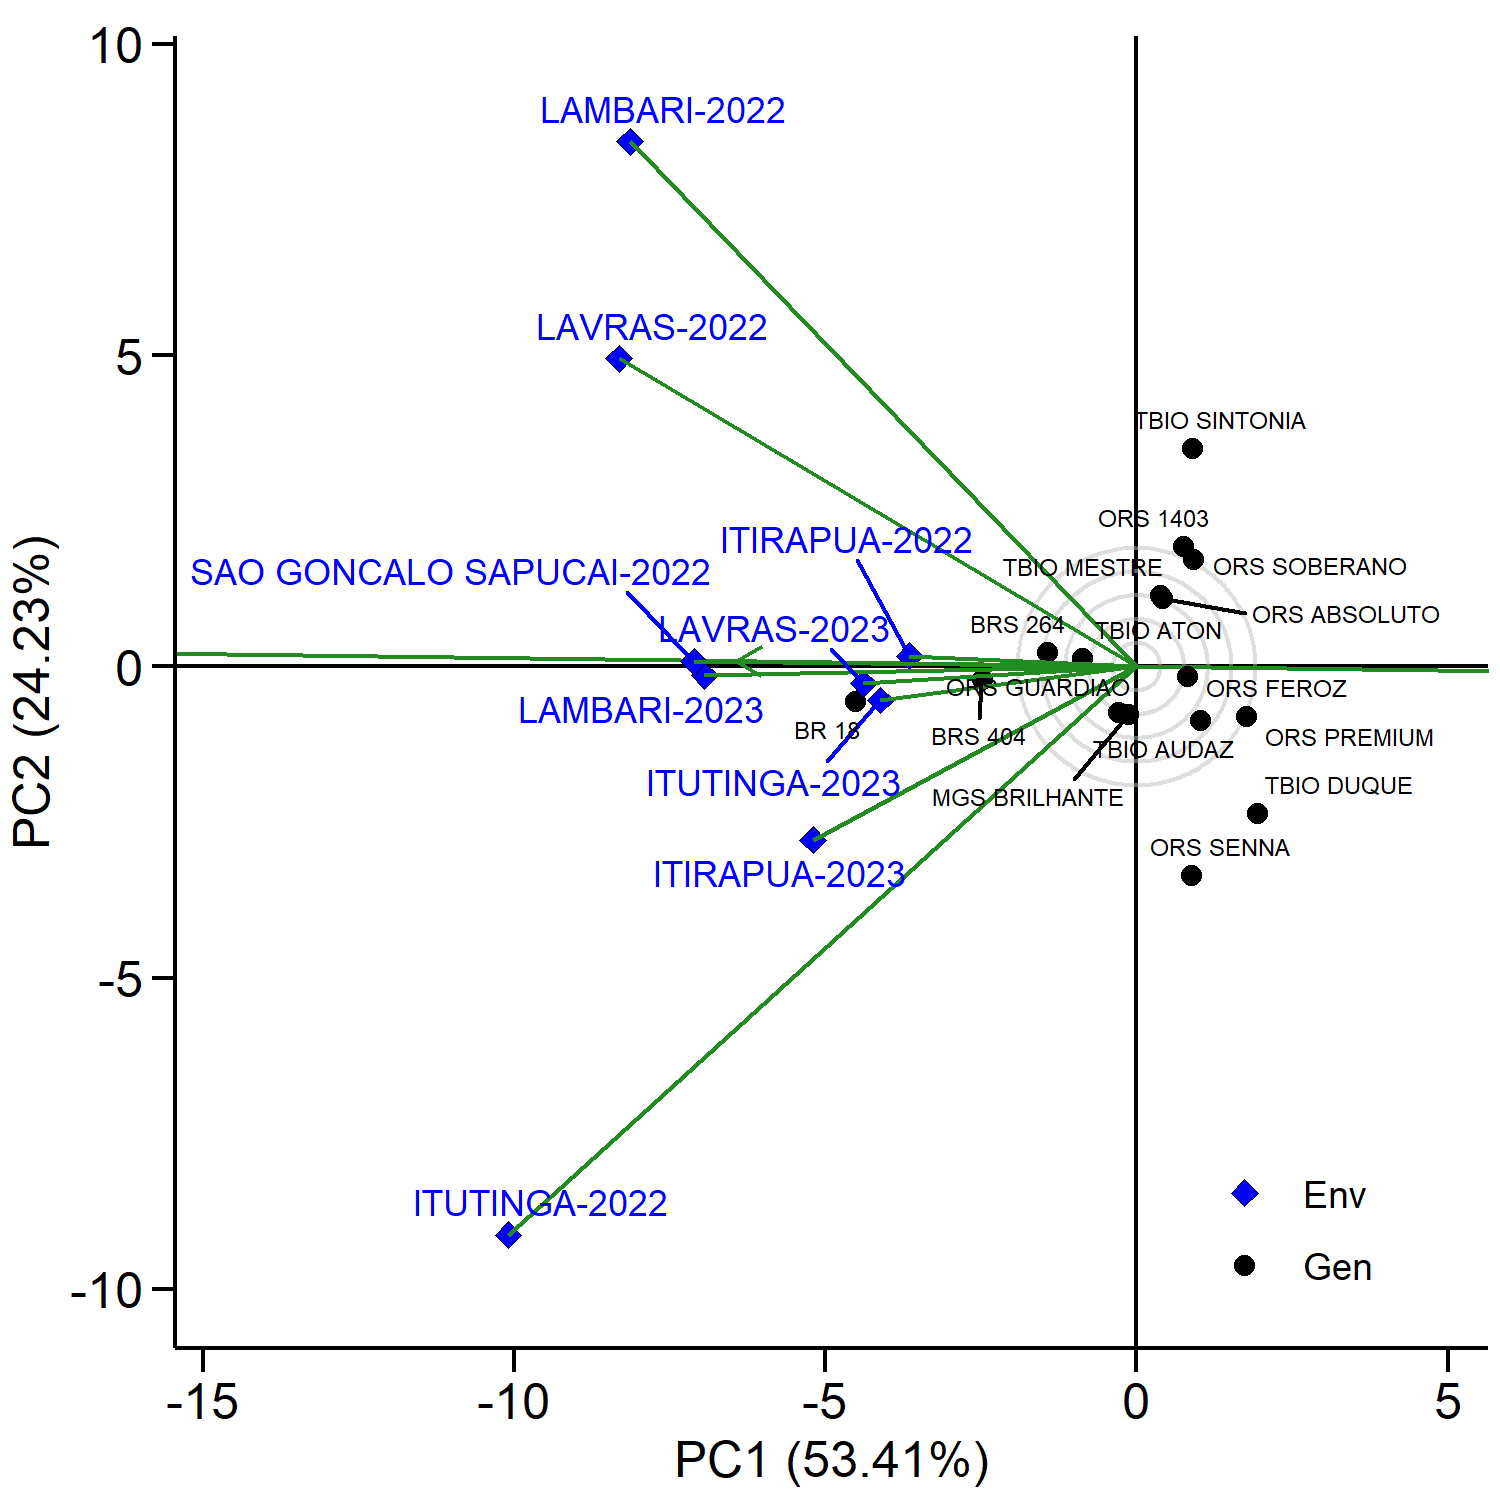 10
5
0
-5
-10
PC2 (24.23%)
LAMBARI-2022
LAVRAS-2022
TBIO SINTONIA
ORS 1403
ITIRAPUA-2022
SAO GONCALO SAPUCAI-2022
TBIO MESTRE
ORS SOBERANO
ORS ABSOLUTO
LAVRAS-2023
BRS 264
TBIO ATON
ORS GUARDIAO
ORS FEROZ
LAMBARI-2023
BR 18
BRS 404
ORS PREMIUM
TBIO AUDAZ
ITUTINGA-2023
MGS BRILHANTE
TBIO DUQUE
ORS SENNA
ITIRAPUA-2023
ITUTINGA-2022
Env
Gen
-15
-10
-5
0
5
PC1 (53.41%)